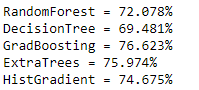 RandomForest = 72.078%
DecisionTree = 69.481%
GradBoosting = 76.623%
ExtraTrees = 75.974%
HistGradient = 74.675%